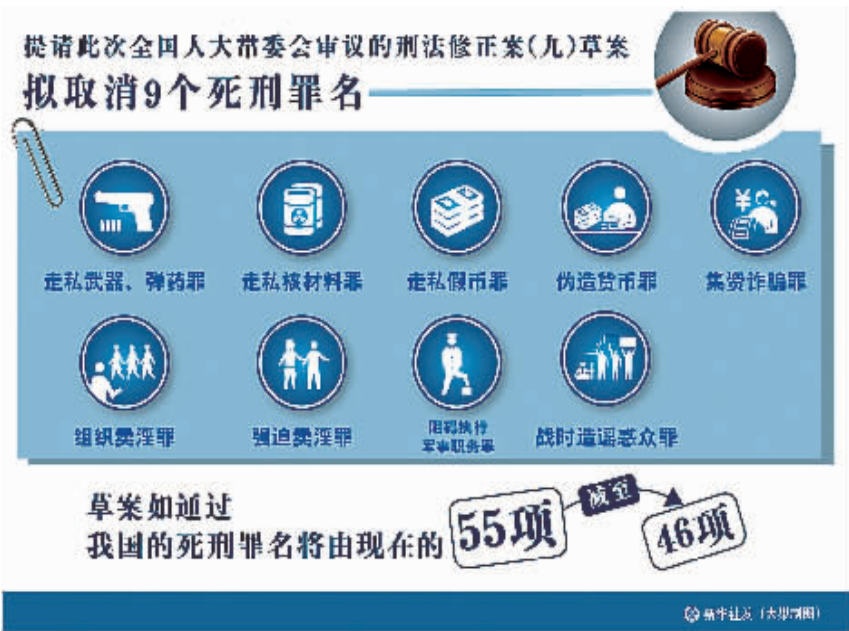 提请此次全国人大常委会审议的刑法修正案(九)草案
拟取消9个死刑罪名
走私武器、弹药罪
走私核材料罪
走私假币罪
伪造货币罪
集资诈骗罪
组织卖淫罪
强迫卖淫罪
阻碍执行
军事职务罪
战时造谣惑众罪
草案如通过
我国的死刑罪名将由现在的
55项
减至
46项
新华社发（大巢制图）